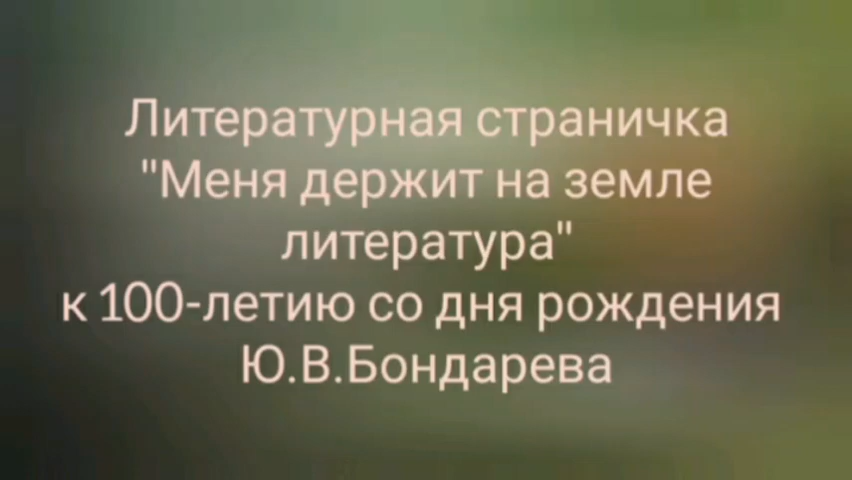 Литературная страничка
"Меня держит на земле
литература"
к 100-летию со дня рождения
Ю.В.Бондарева